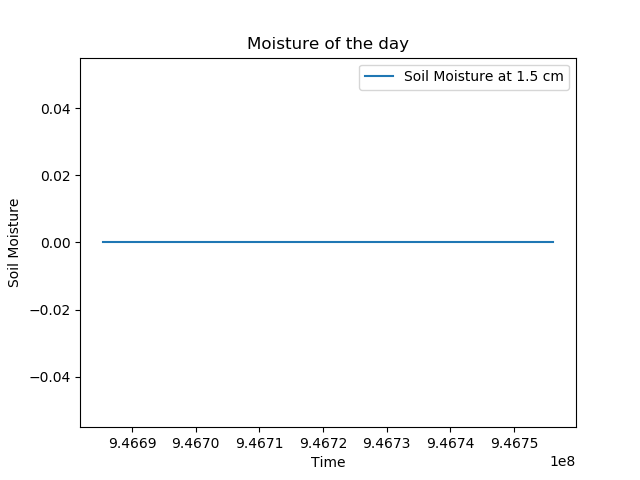 Moisture of the day
Soil Moisture at 1.5 cm
0.04
0.02
0.00
−0.02
−0.04
Soil Moisture
9.4669 9.4670 9.4671 9.4672 9.4673 9.4674 9.4675
1e8
Time